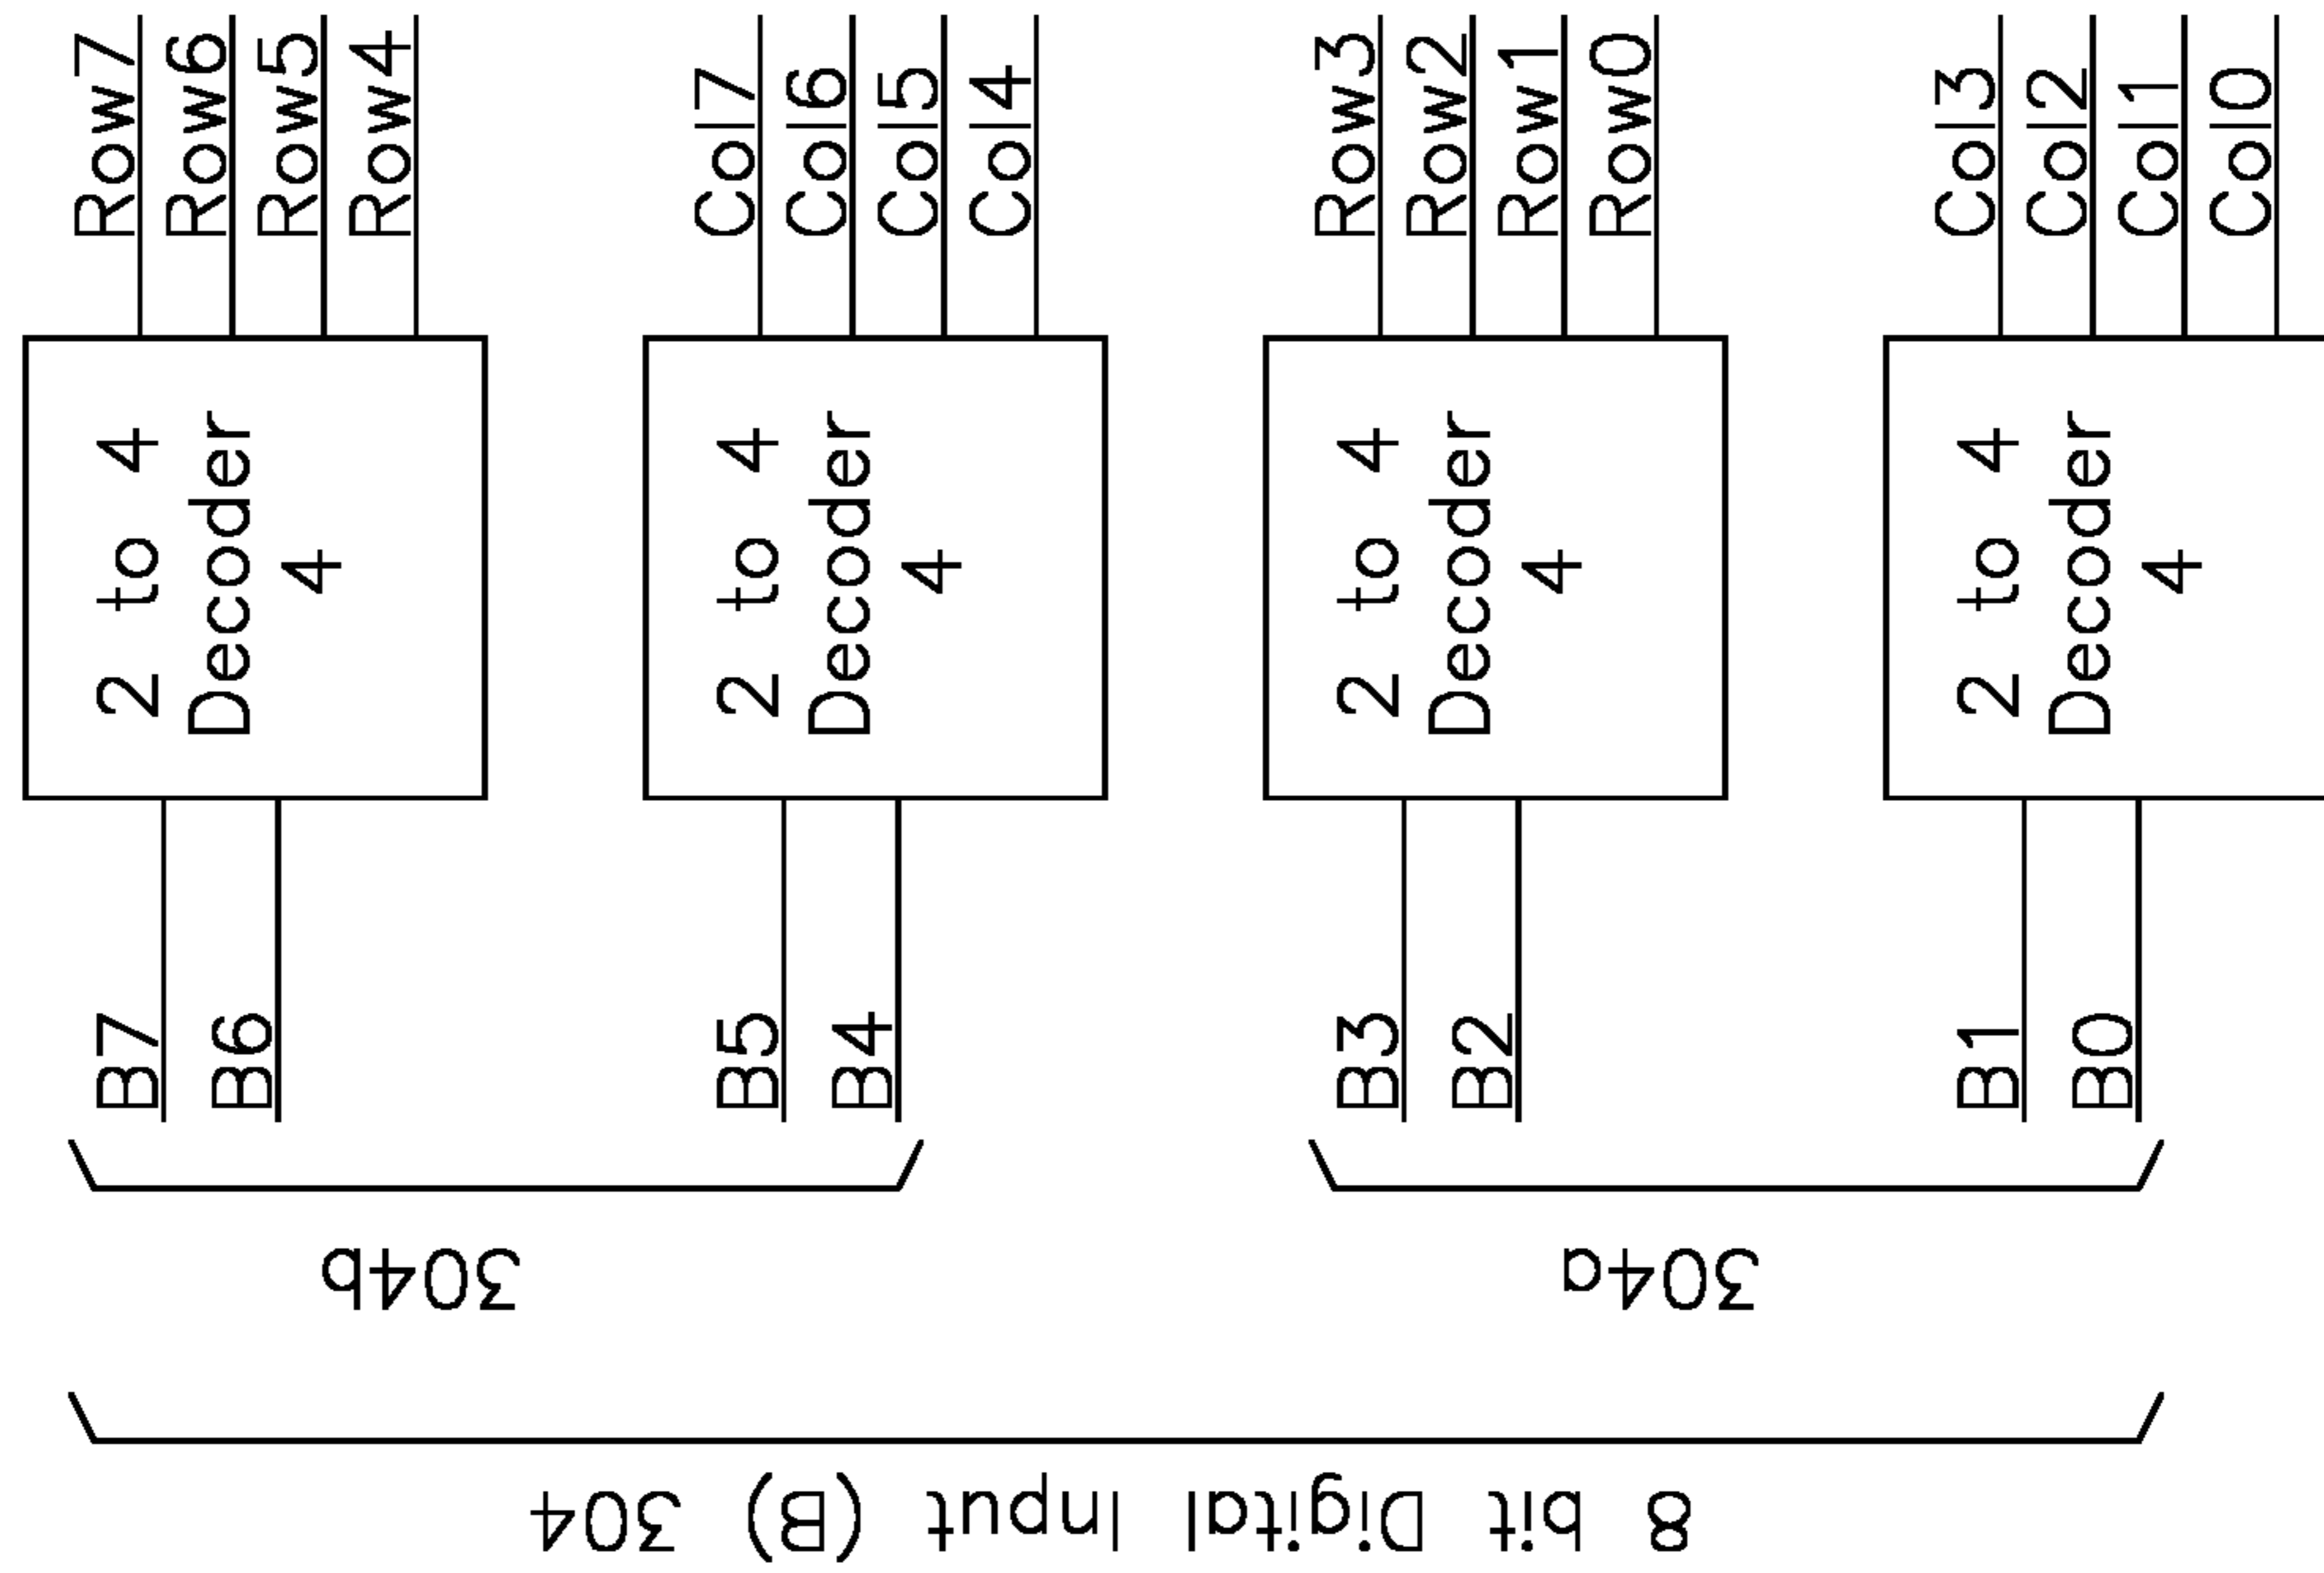 Row7
Row6
Row5
Row4
2 to 4
Decoder
4
B7
B6
Col7
Col6
Col5
Col4
2 to 4
Decoder
4
B5
B4
304b
Row3
Row2
Row1
Row0
2 to 4
Decoder
4
B3
B2
Col3
Col2
Col1
Col0
2 to 4
Decoder
4
B1
B0
304a
8 bit Digital Input (B) 304